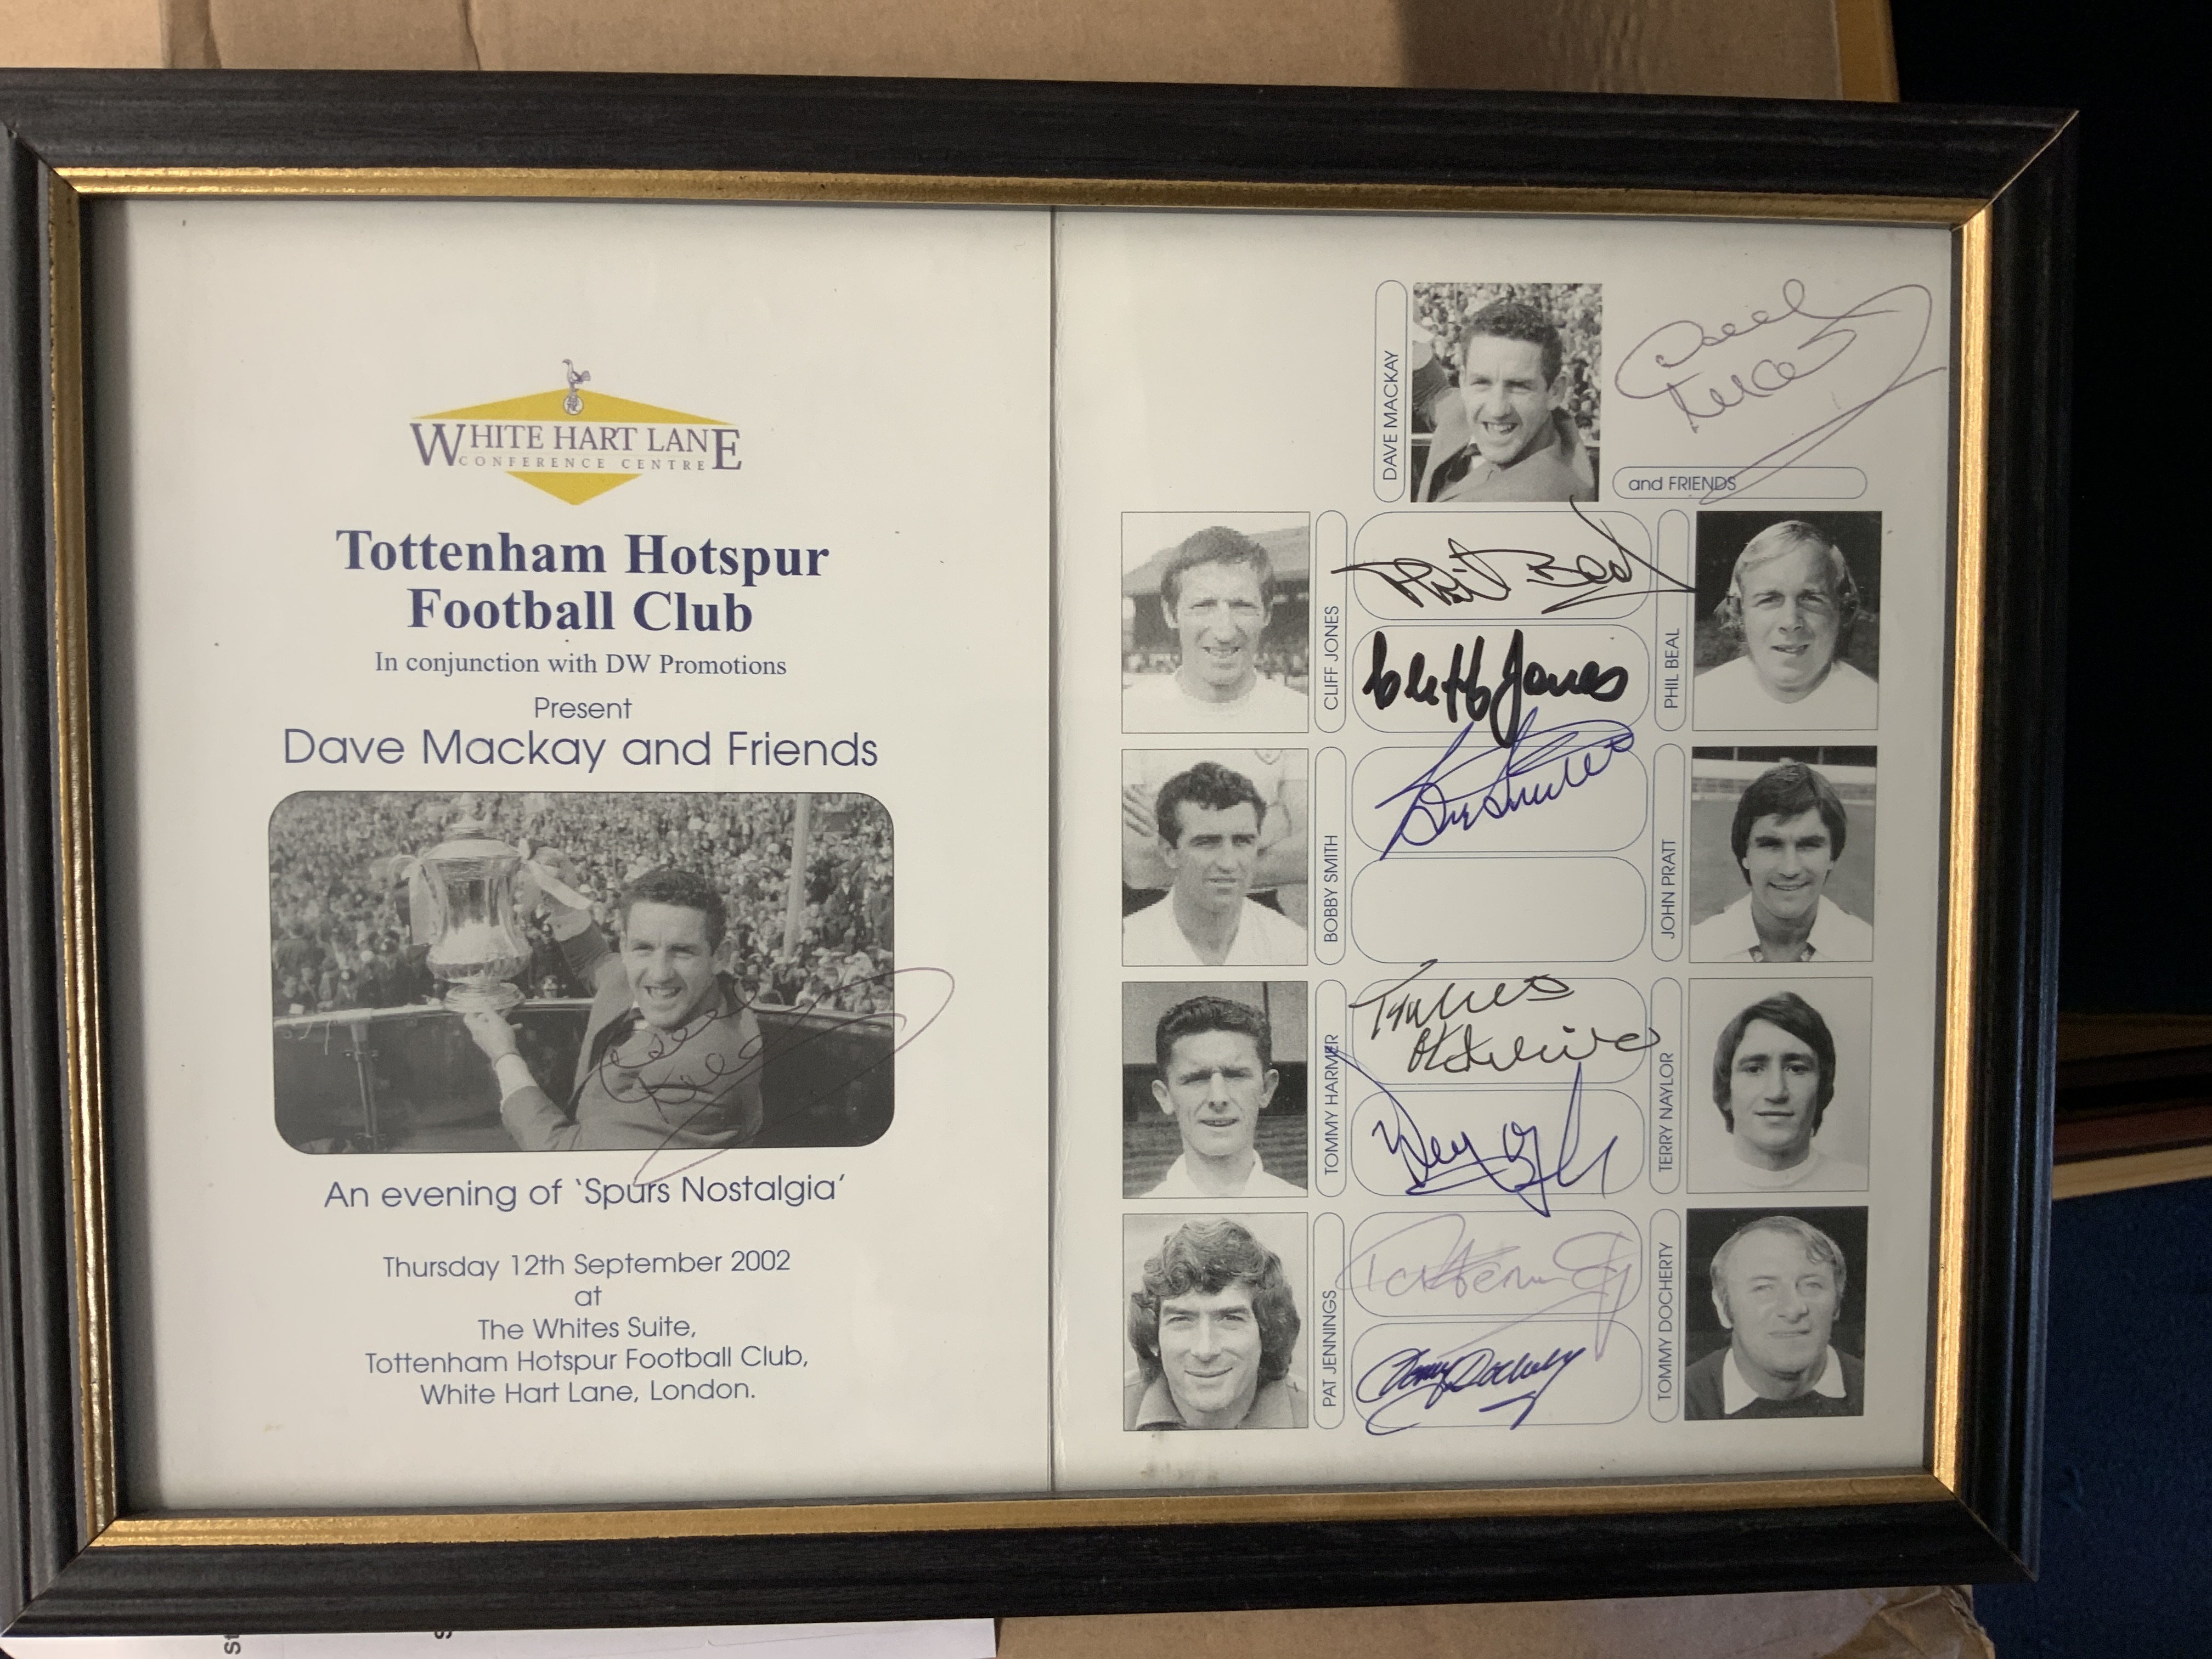 WHITE HART LANE
CONFERENCE CENTRE
Tottenham Hotspur
Football Club
In conjunction with DW Promotions
Present
Dave Mackay and Friends
An evening of ‘Spurs Nostalgia’
Thursday 12th September 2002
at
The Whites Suite,
Tottenham Hotspur Football Club,
White Hart Lane, London.
DAVE MACKAY
and FRIENDS
CLIFF JONES
Phil Beal
PHIL BEAL
Cliff Jones
BOBBY SMITH
JOHN PRATT
TOMMY HARMER
TERRY NAYLOR
PAT JENNINGS
Pat Jennings
TOMMY DOCHERTY
Tommy Docherty